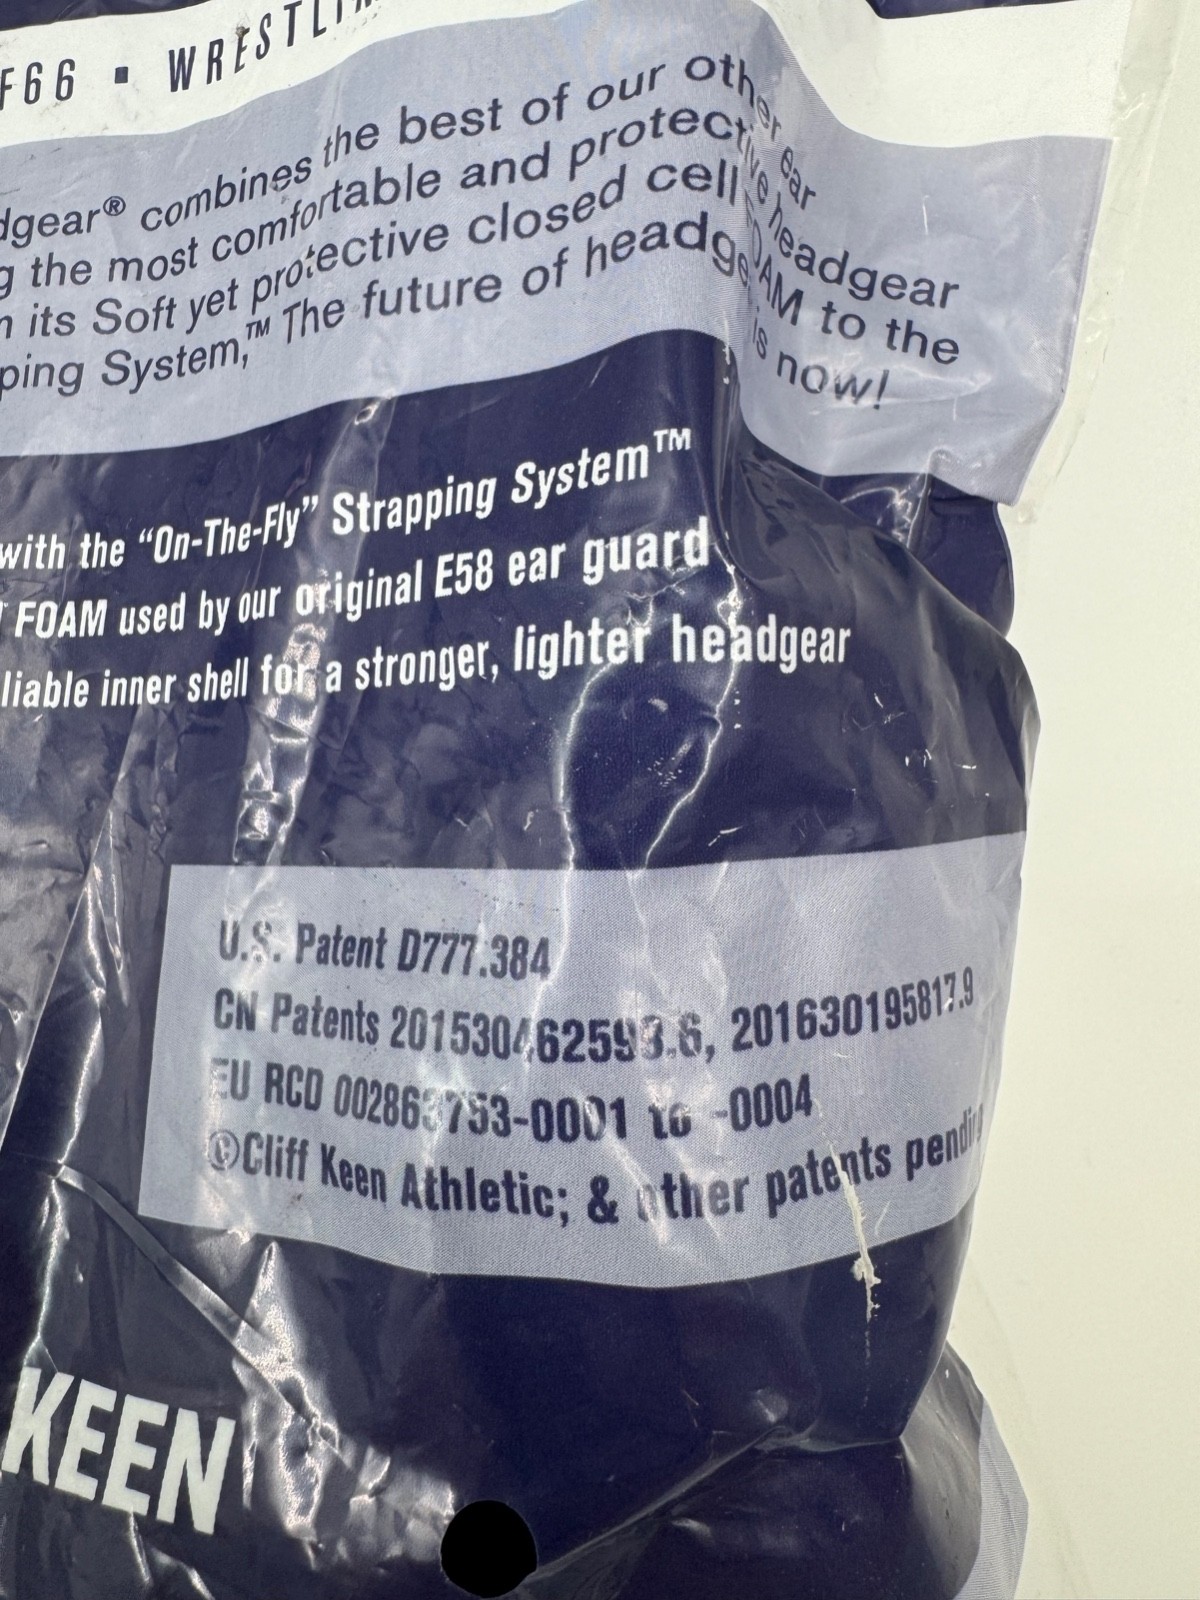 F66 ▪ WRESTLIN
dgear® combines the best of our other ear
g the most comfortable and protective headgear
n its Soft yet protective closed cell FOAM to the
ping System,™ The future of headgear is now!
with the “On-The-Fly” Strapping System™
FOAM used by our original E58 ear guard
liable inner shell for a stronger, lighter headgear
U.S. Patent D777.384
CN Patents 201530462593.6, 201630195817.9
EU RCD 002863753-0001 to -0004
©Cliff Keen Athletic; & other patents pending
KEEN